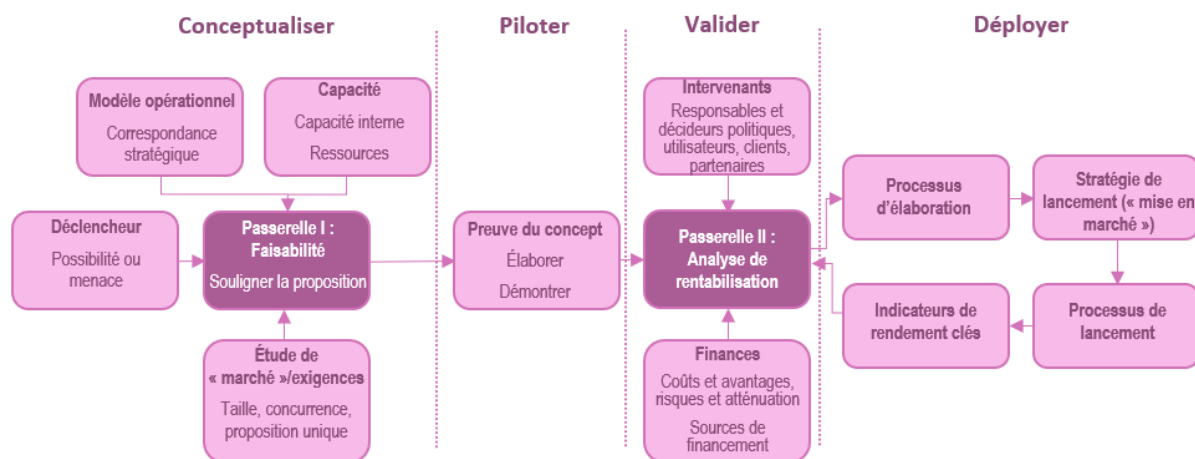 Conceptualiser
Piloter
Valider
Déployer
Modèle opérationnel
Correspondance
stratégique
Capacité
Capacité interne
Ressources
Déclencheur
Possibilité ou
menace
Passerelle I :
Faisabilité
Souligner la proposition
Étude de
« marché »/exigences
Taille, concurrence,
proposition unique
Preuve du concept
Élaborer
Démontrer
Intervenants
Responsables et
décideurs politiques,
utilisateurs, clients,
partenaires
Passerelle II :
Analyse de
rentabilisation
Finances
Coûts et avantages,
risques et atténuation
Sources de
financement
Processus
d’élaboration
Stratégie de
lancement (« mise en
marché »)
Indicateurs de
rendement clés
Processus de
lancement